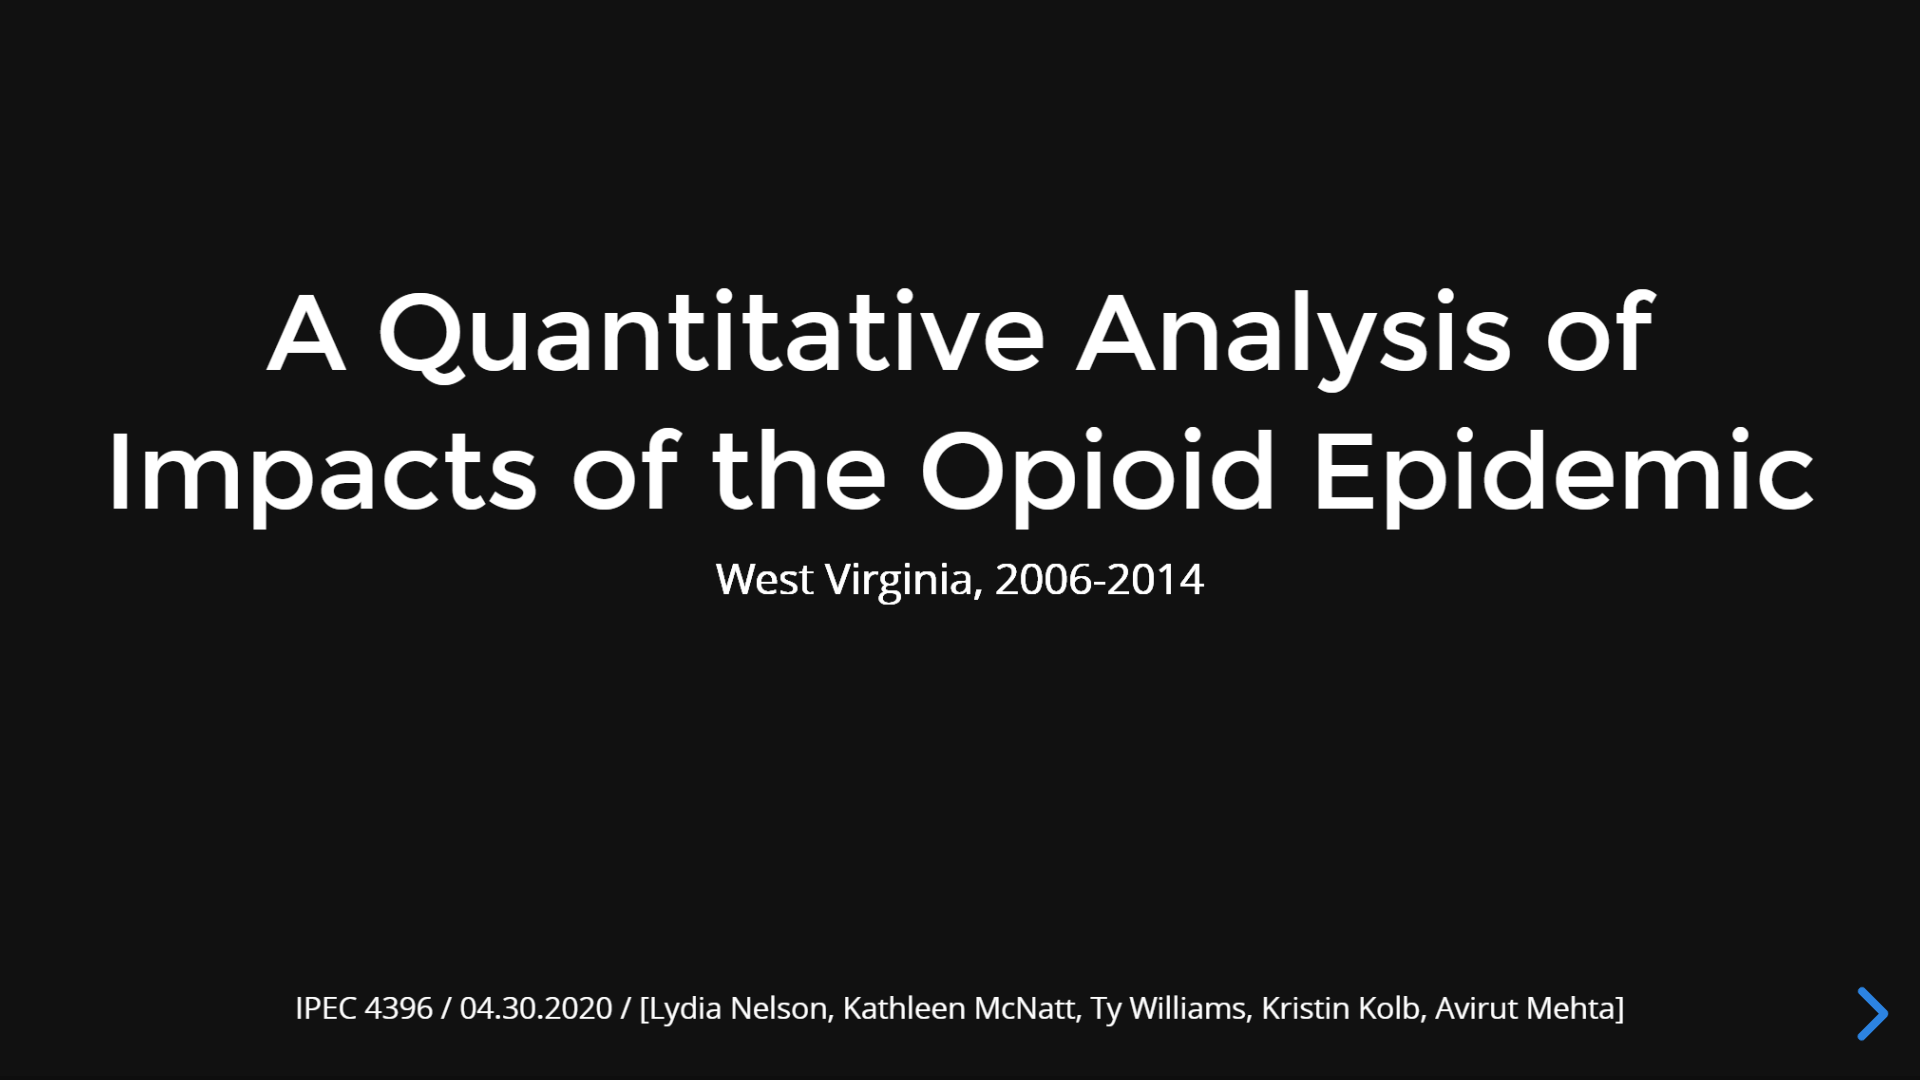 A Quantitative Analysis of
Impacts of the Opioid Epidemic
West Virginia, 2006-2014
IPEC 4396 / 04.30.2020 / [Lydia Nelson, Kathleen McNatt, Ty Williams, Kristin Kolb, Avirut Mehta]